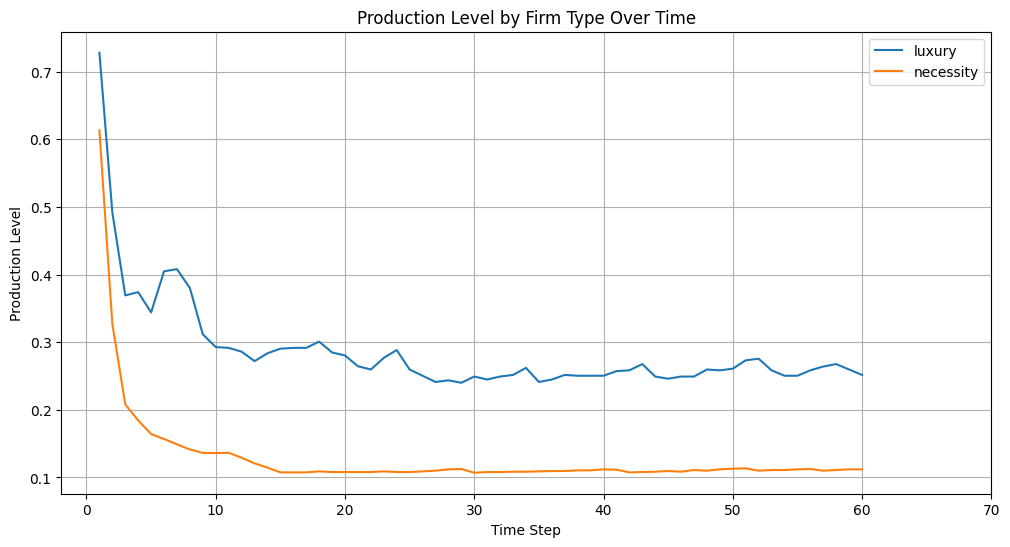 Production Level by Firm Type Over Time
luxury
necessity
Production Level
0.7
0.6
0.5
0.4
0.3
0.2
0.1
0 10 20 30 40 50 60 70
Time Step